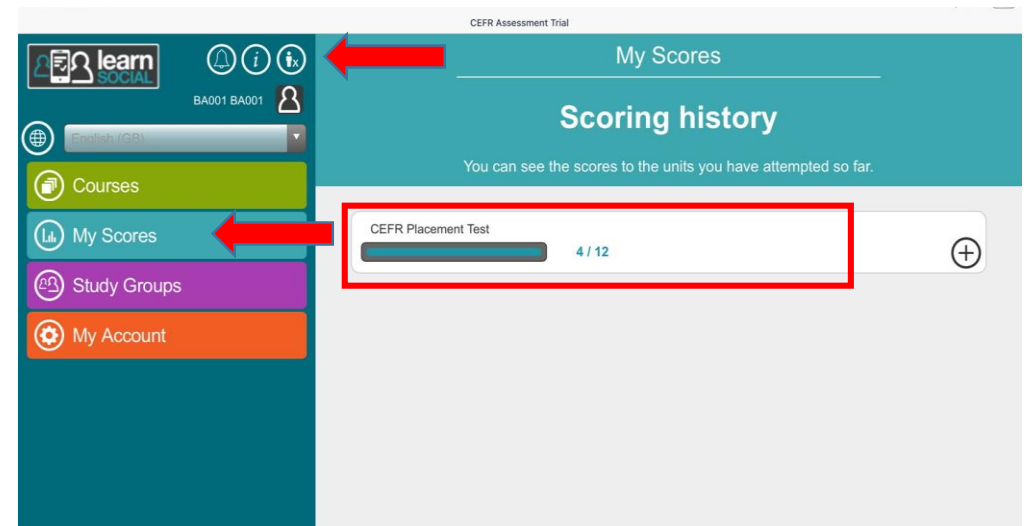 CEFR Assessment Trial
learn
SOCIAL
BA001 BA001
English (GB)
Courses
My Scores
Study Groups
My Account
My Scores
Scoring history
You can see the scores to the units you have attempted so far.
CEFR Placement Test
4 / 12